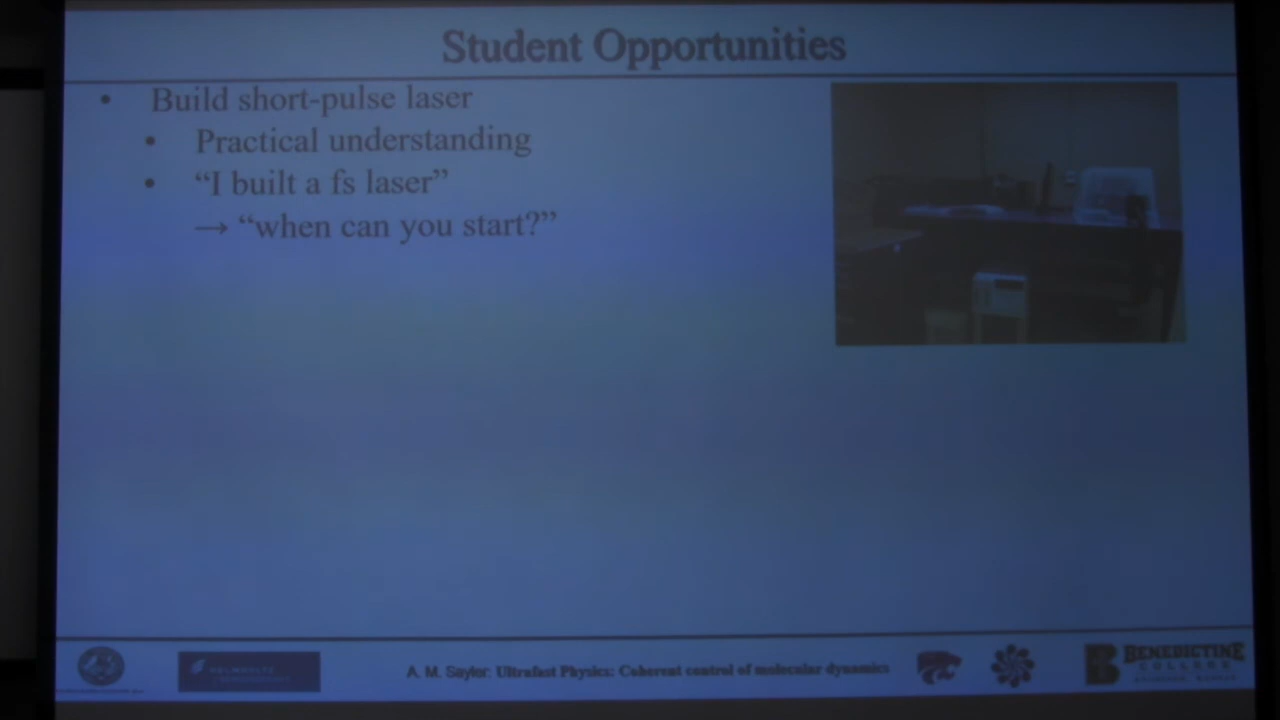 Student Opportunities
• Build short-pulse laser
• Practical understanding
• “I built a fs laser”
→ “when can you start?”
A. M. Sayler: Ultrafast Physics: Coherent control of molecular dynamics
BENEDICTINE
COLLEGE